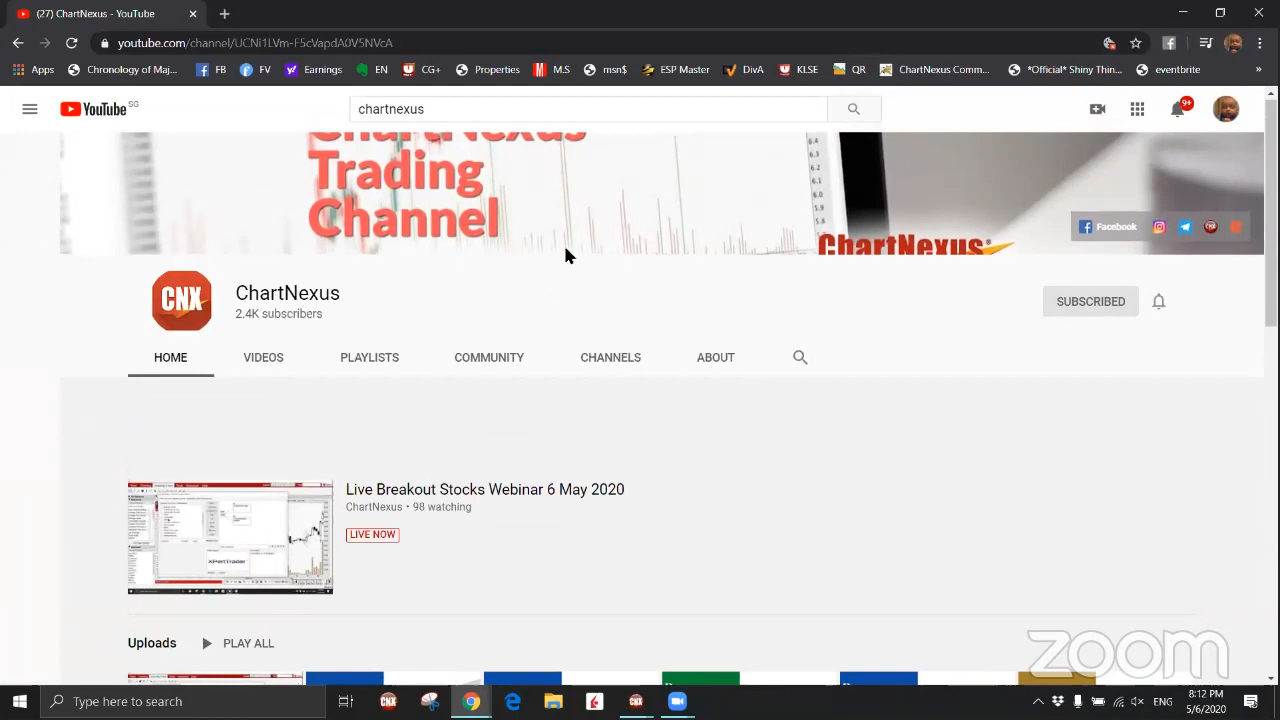 (27) ChartNexus - YouTube
youtube.com/channel/UCNi1LVm-F5cVapdA0V5NVcA
Apps
Chronology of Maj...
FB
FV
Earnings
EN
CG+
Properties
M.S.
msn$
ESP Master
DivA
KLSE
QR
ChartNexus Comm...
*Official* Shiny Thin...
eventbrite
»
YouTube SG
chartnexus
9+
ChartNexus
Trading
Channel
Facebook
ChartNexus
CNX
ChartNexus
2.4K subscribers
SUBSCRIBED
HOME
VIDEOS
PLAYLISTS
COMMUNITY
CHANNELS
ABOUT
Live Breakout Stocks Webinar 6 May 2020
ChartNexus •
LIVE NOW
XPertTrader
Uploads
PLAY ALL
zoom
Type here to search
ENG
8:12 PM
5/6/2020